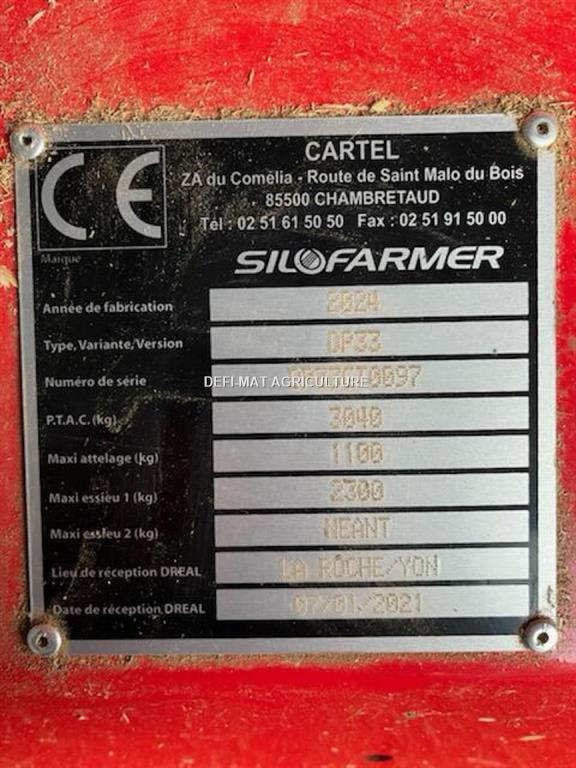 CE
CARTEL
ZA du Comélia - Route de Saint Malo du Bois
85500 CHAMBRETAUD
Tél : 02 51 61 50 50 Fax : 02 51 91 50 00
Marque SILOFARMER
Année de fabrication 2024
Type, Variante, Version DP33
Numéro de série
DEFI-MAT AGRICULTURE
P.T.A.C. (kg) 3040
Maxi attelage (kg) 1100
Maxi essieu 1 (kg) 2300
Maxi essieu 2 (kg) NEANT
Lieu de réception DREAL LA ROCHE/YON
Date de réception DREAL 07/01/2021